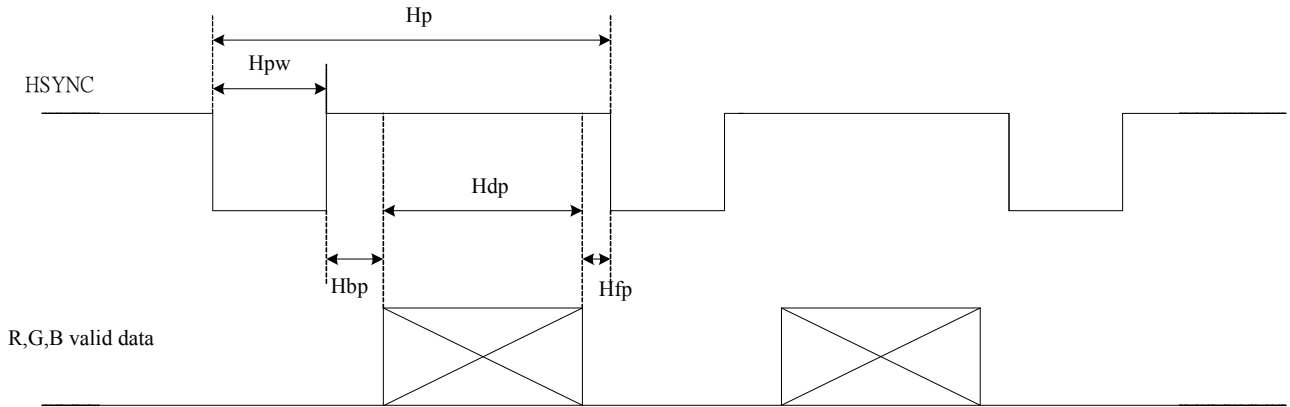 Hp
Hpw
HSYNC
Hdp
Hbp
Hfp
R,G,B valid data